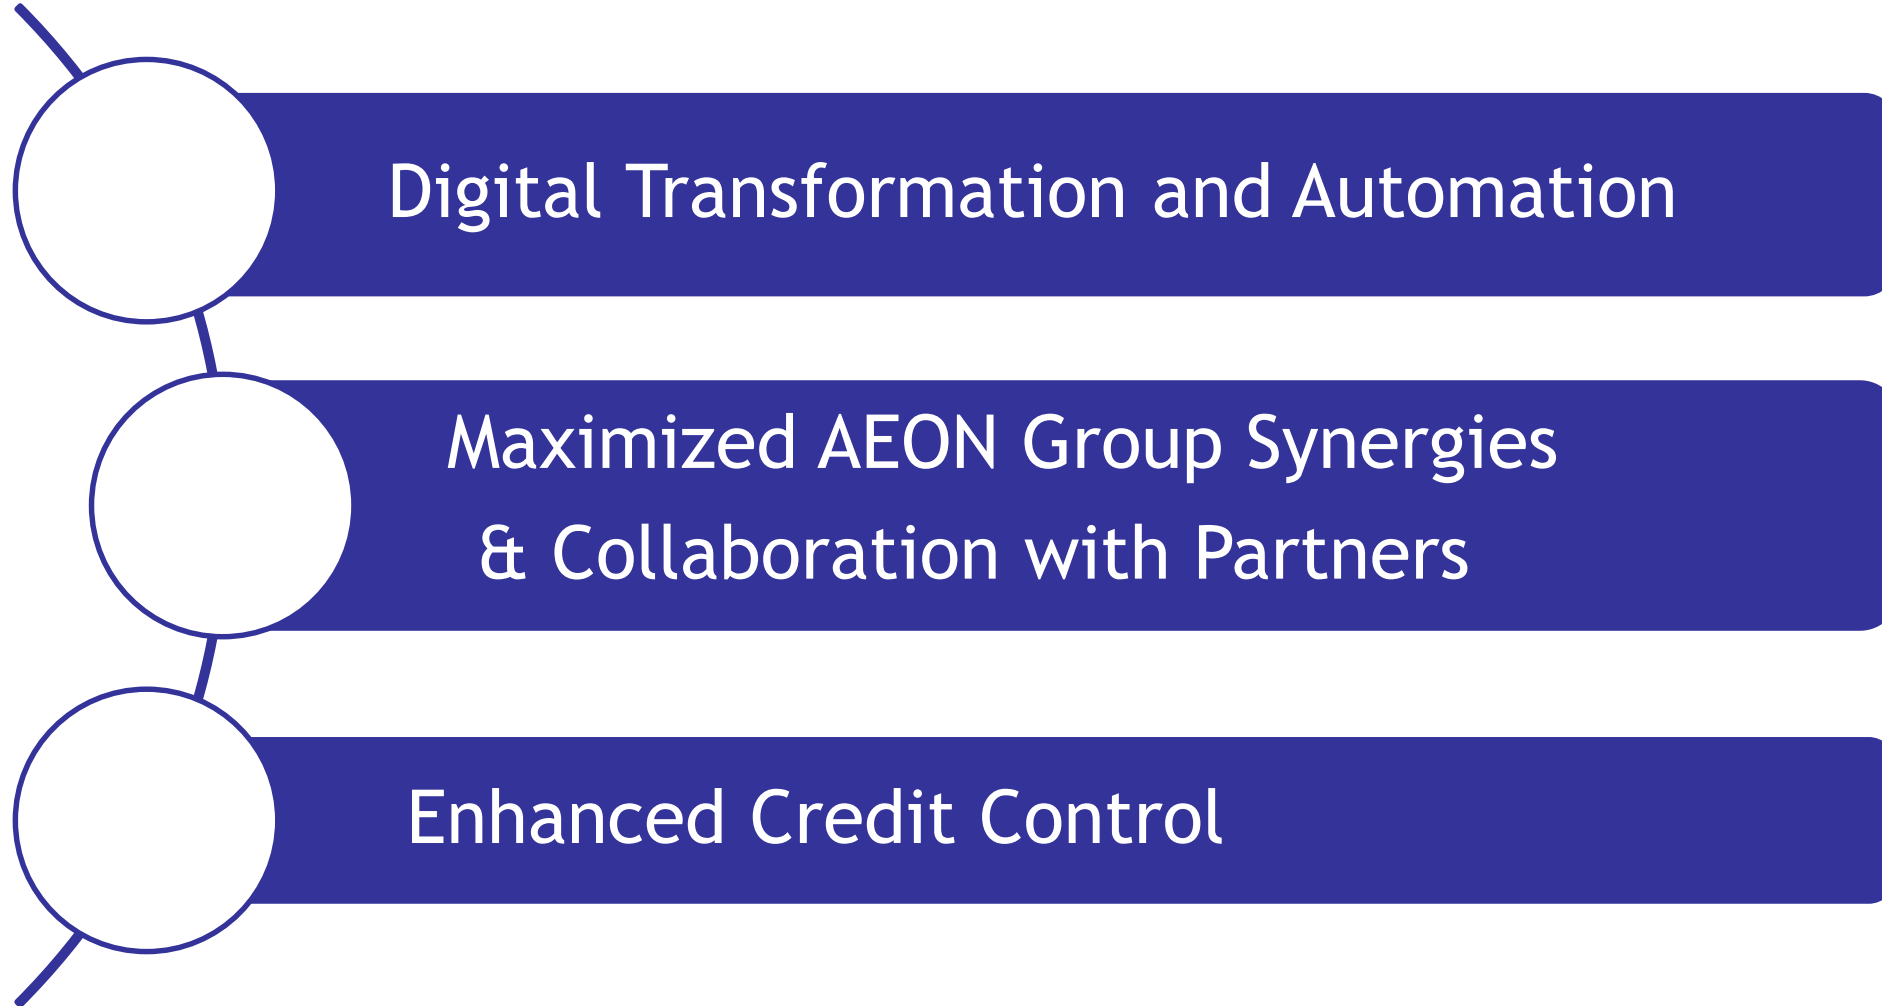 Digital Transformation and Automation
Maximized AEON Group Synergies
& Collaboration with Partners
Enhanced Credit Control